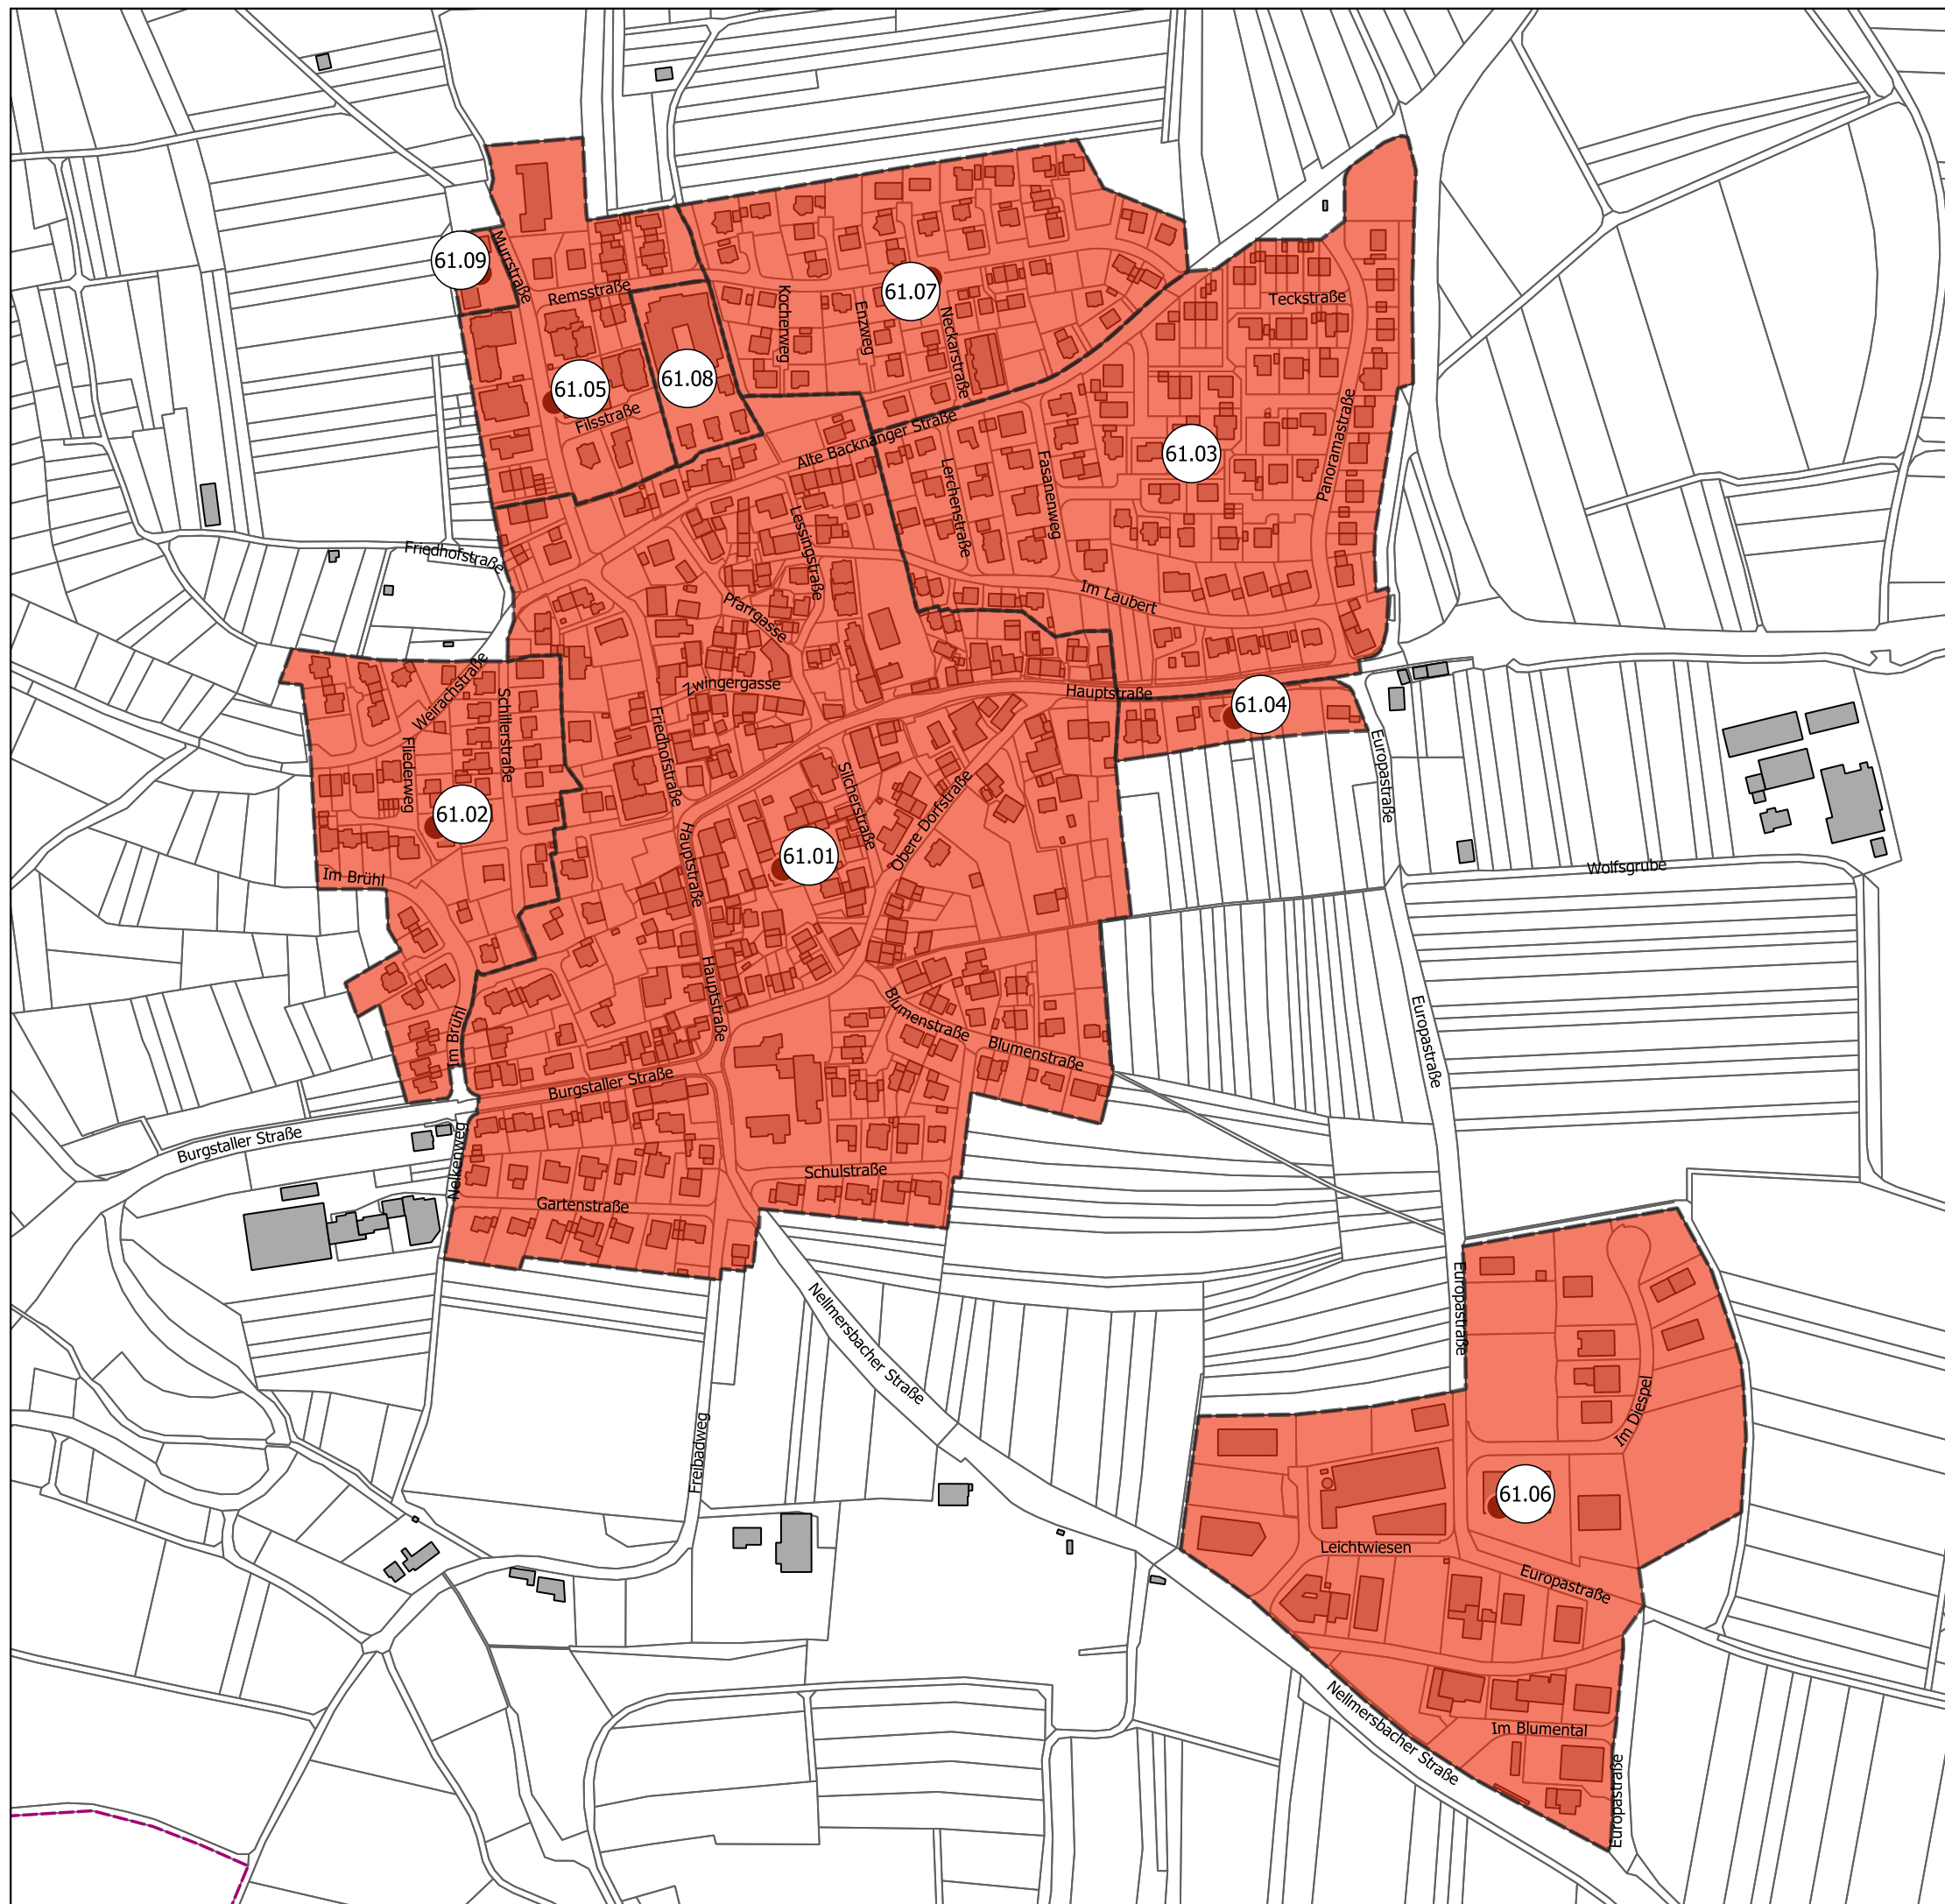 61.09
Murrstraße
Remsstraße
61.07
Kocherweg
Enzweg
Neckarstraße
Teckstraße
61.05
61.08
Filsstraße
Alte Backnanger Straße
61.03
Panoramastraße
Lerchenstraße
Fasanenweg
Lessingstraße
Friedhofstraße
Pfarrgasse
Im Laubert
Weirachstraße
Schillerstraße
Zwingergasse
Hauptstraße
61.04
Friedhofstraße
Fliederweg
Europastraße
61.02
Silcherstraße
Obere Dorfstraße
61.01
Hauptstraße
Im Brühl
Wolfsgrube
Hauptstraße
Blumenstraße
Blumenstraße
Im Brühl
Europastraße
Burgstaller Straße
Burgstaller Straße
Nelkenweg
Schulstraße
Gartenstraße
Europastraße
Nellmersbacher Straße
Im Diespel
Freibadweg
61.06
Leichtwiesen
Europastraße
Nellmersbacher Straße
Im Blumental
Europastraße